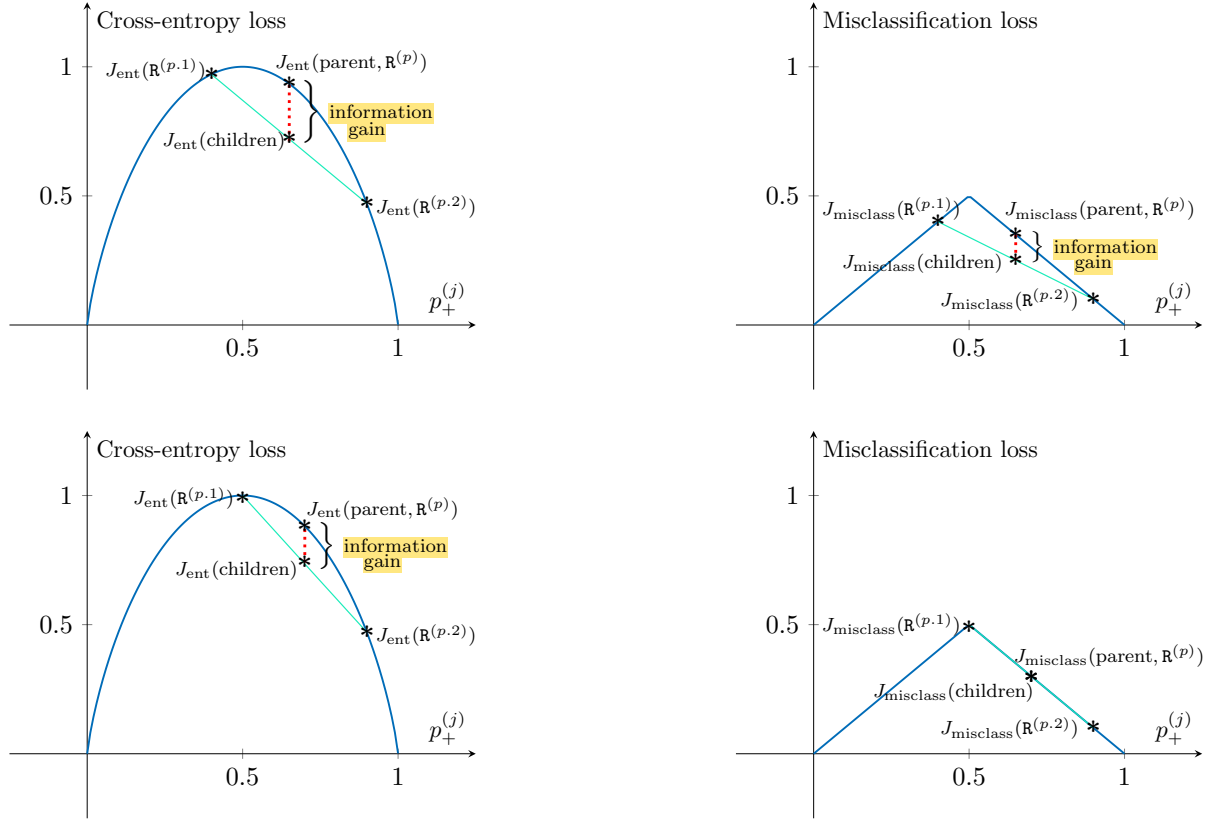 Cross-entropy loss
J_ent(R^(p.1))
J_ent(parent, R^(p))
1
information
gain
J_ent(children)
0.5
J_ent(R^(p.2))
p_+^(j)
0.5
1
Misclassification loss
1
0.5
J_misclass(R^(p.1))
J_misclass(parent, R^(p))
information
gain
J_misclass(children)
J_misclass(R^(p.2))
p_+^(j)
0.5
1
Cross-entropy loss
1
J_ent(R^(p.1))
J_ent(parent, R^(p))
information
gain
J_ent(children)
0.5
J_ent(R^(p.2))
p_+^(j)
0.5
1
Misclassification loss
1
0.5
J_misclass(R^(p.1))
J_misclass(parent, R^(p))
J_misclass(children)
J_misclass(R^(p.2))
p_+^(j)
0.5
1